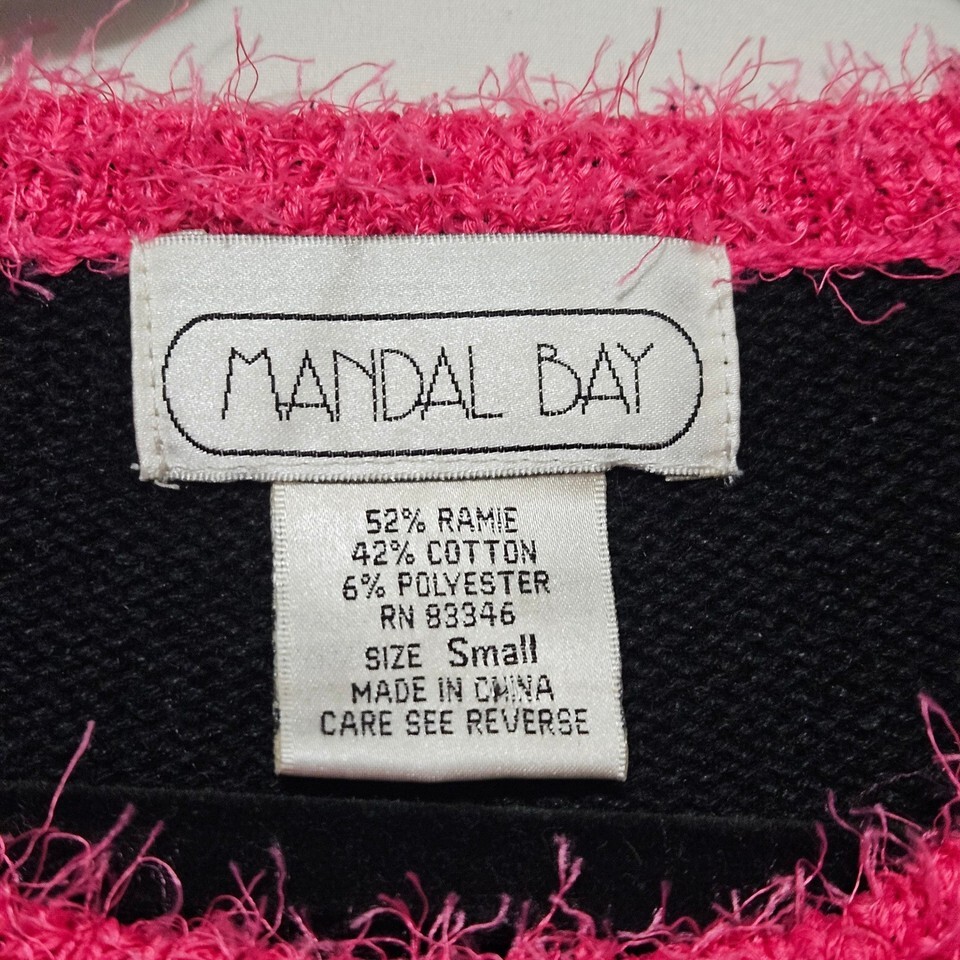 MANDAL BAY
52% RAMIE
42% COTTON
6% POLYESTER
RN 83346
SIZE Small
MADE IN CHINA
CARE SEE REVERSE